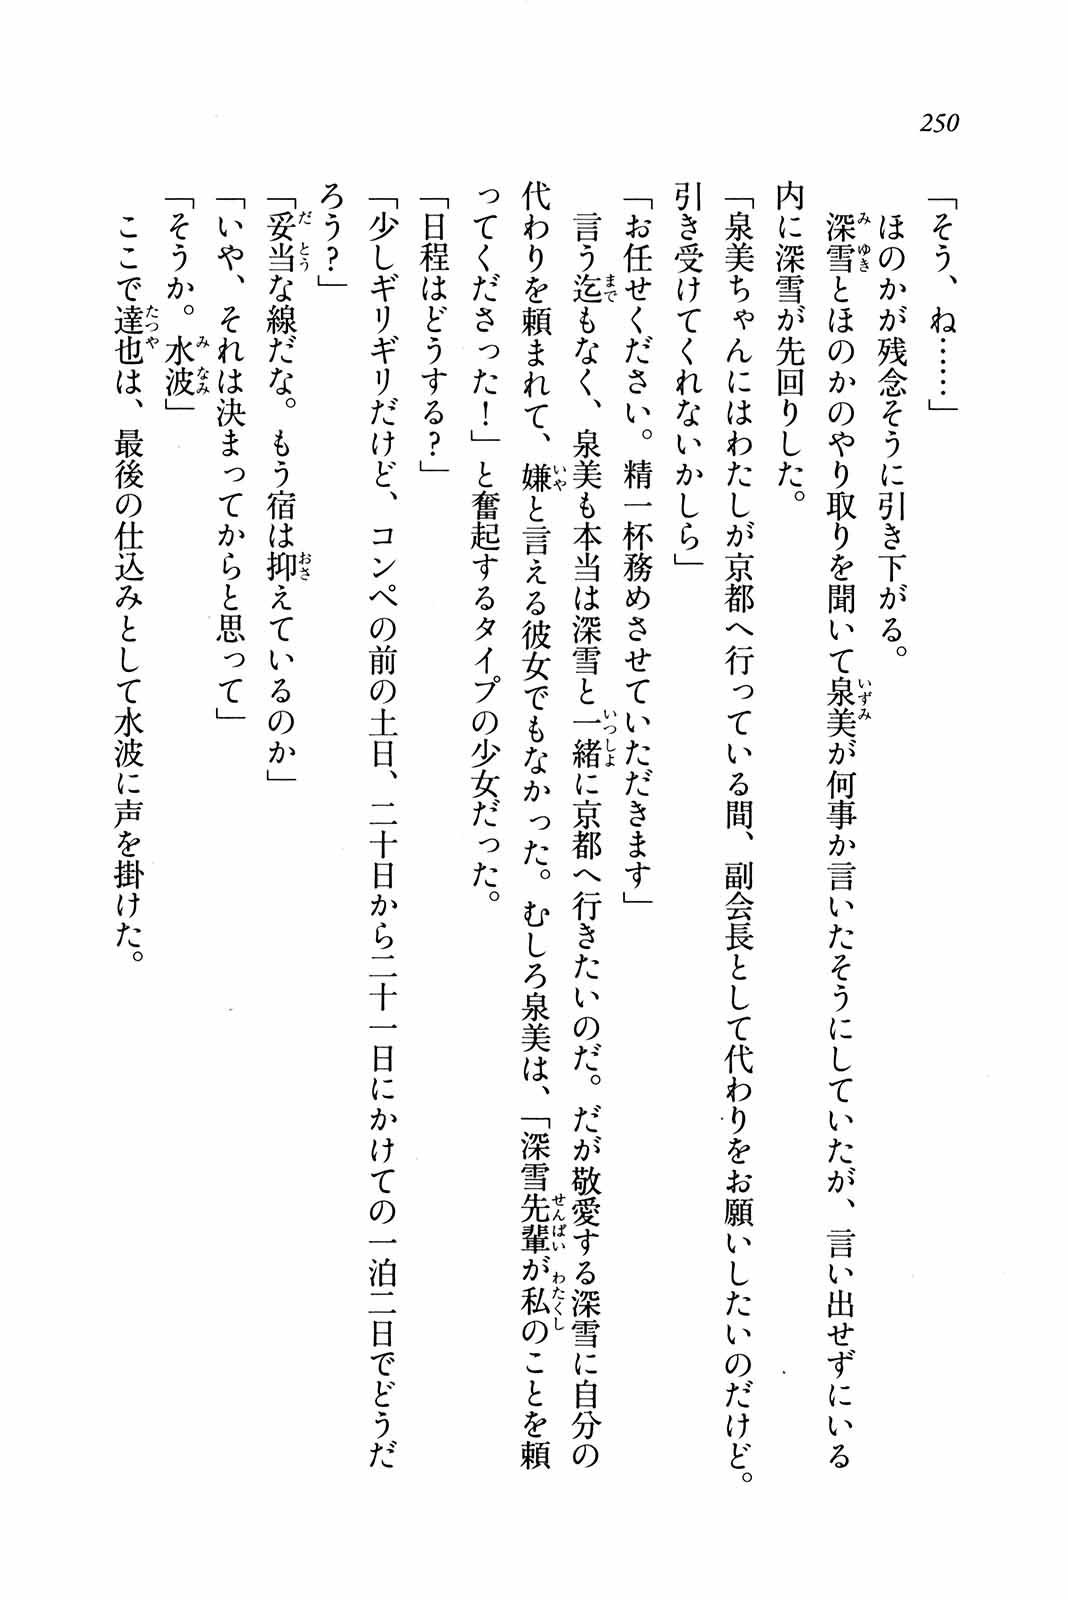 250
「そう、ね……」
ほのかが残念そうに引き下がる。
深雪とほのかのやり取りを聞いて泉美が何事か言いたそうにしていたが、言い出せずにいる
内に深雪が先回りした。
「泉美ちゃんにはわたしが京都へ行っている間、副会長として代わりをお願いしたいのだけど。
引き受けてくれないかしら」
「お任せください。精一杯務めさせていただきます」
言う迄もなく、泉美も本当は深雪と一緒に京都へ行きたいのだ。だが敬愛する深雪に自分の
代わりを頼まれて、嫌と言える彼女でもなかった。むしろ泉美は、「深雪先輩が私のことを頼
ってくださった！」と奮起するタイプの少女だった。
「日程はどうする？」
「少しギリギリだけど、コンペの前の土日、二十日から二十一日にかけての一泊二日でどうだ
ろう？」
「妥当な線だな。もう宿は抑えているのか」
「いや、それは決まってからと思って」
「そうか。水波」
ここで達也は、最後の仕込みとして水波に声を掛けた。